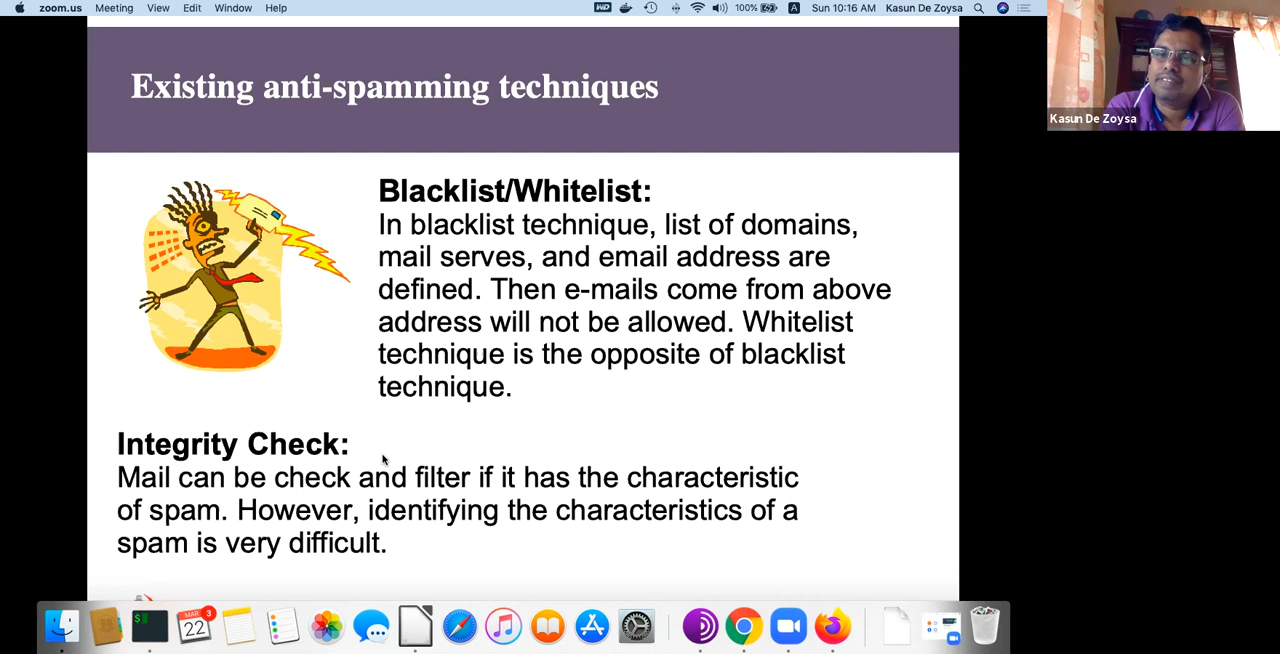 zoom.us Meeting View Edit Window Help
100% A Sun 10:16 AM Kasun De Zoysa
Existing anti-spamming techniques
Kasun De Zoysa
Blacklist/Whitelist:
In blacklist technique, list of domains,
mail serves, and email address are
defined. Then e-mails come from above
address will not be allowed. Whitelist
technique is the opposite of blacklist
technique.
Integrity Check:
Mail can be check and filter if it has the characteristic
of spam. However, identifying the characteristics of a
spam is very difficult.
MAR
3
22
$